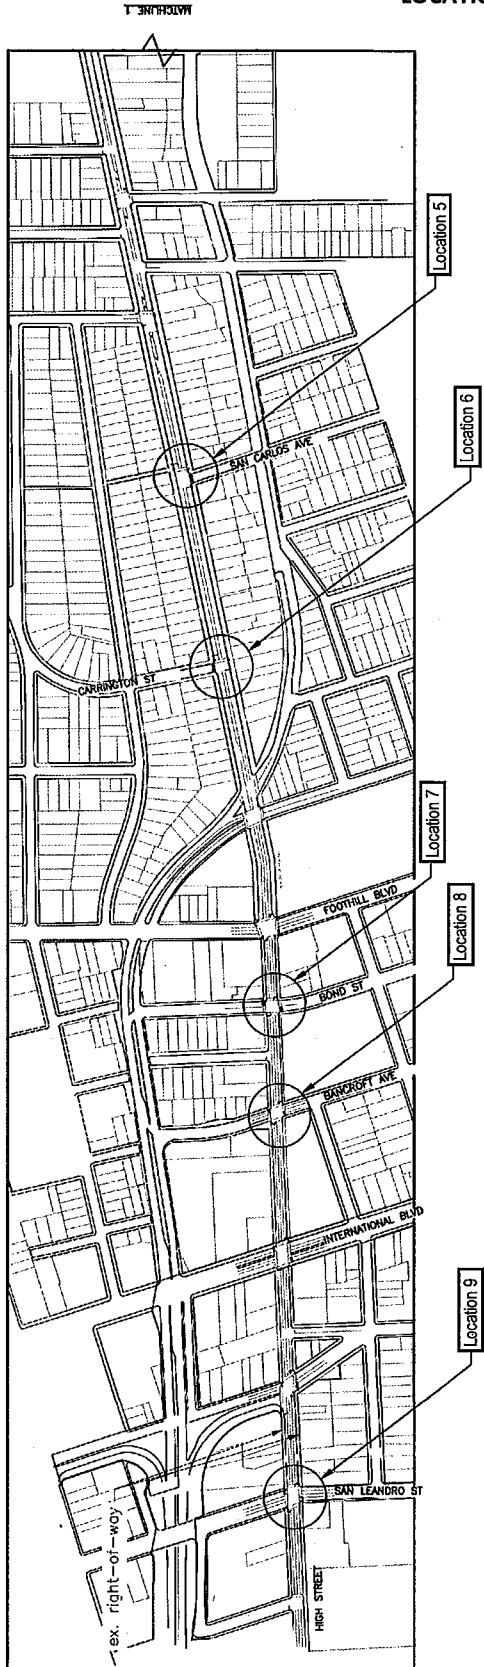 MATCHLINE 1
Location 5
SAN CARLOS AVE
Location 6
CARRINGTON ST
Location 7
FOOTHILL BLVD
Location 8
BOND ST
BANCROFT AVE
INTERNATIONAL BLVD
Location 9
SAN LEANDRO ST
ex. right-of-way
HIGH STREET